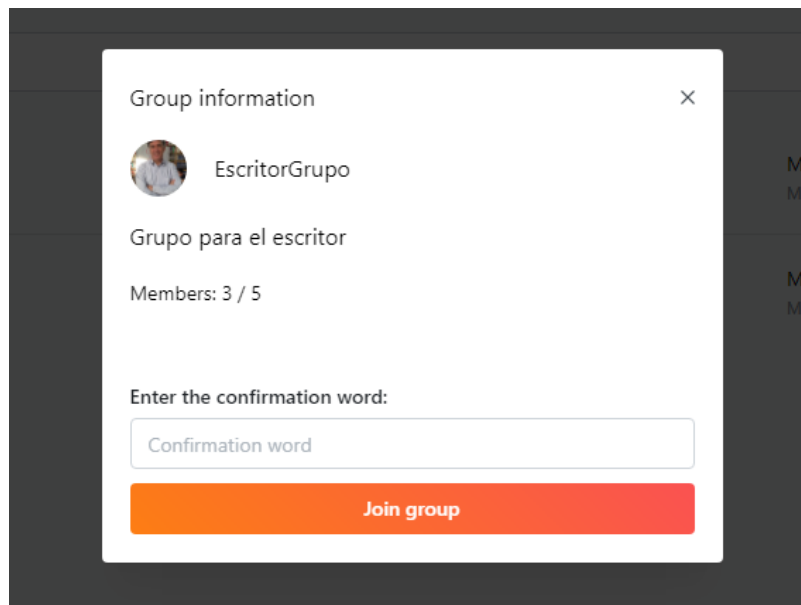 Group information
EscritorGrupo
Grupo para el escritor
Members: 3 / 5
Enter the confirmation word:
Confirmation word
Join group